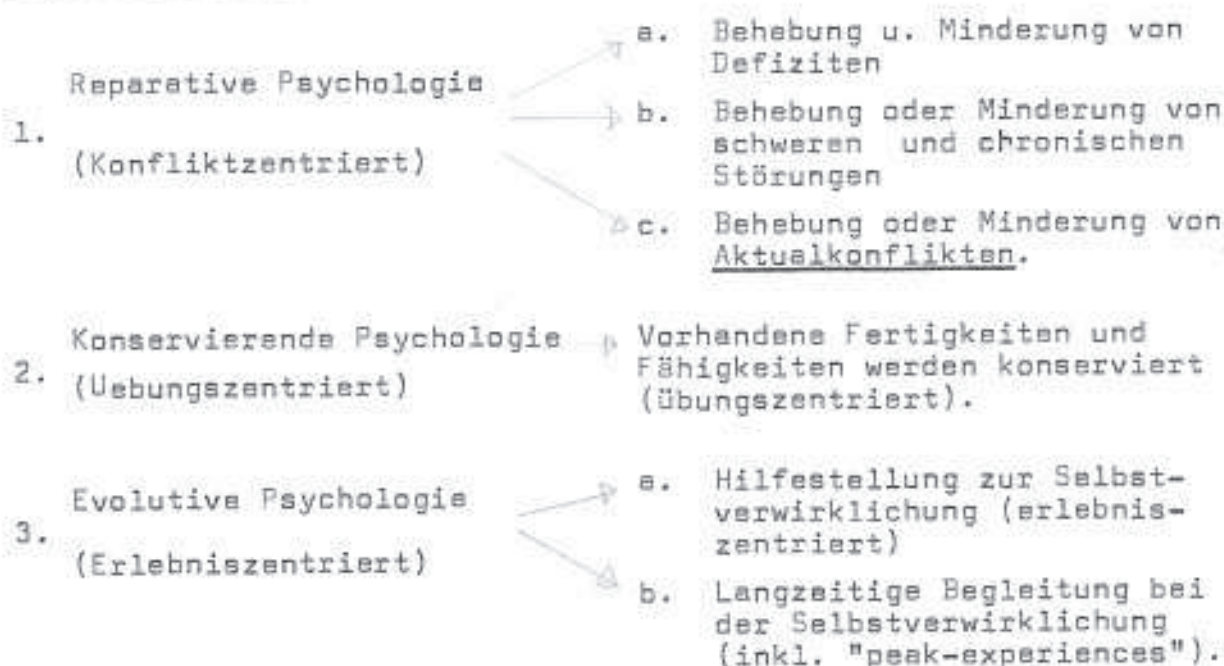 a. Behebung u. Minderung von
Defiziten
Reparative Psychologie
1.
b. Behebung oder Minderung von
schweren und chronischen
Störungen
(Konfliktzentriert)
c. Behebung oder Minderung von
Aktualkonflikten.
2.
Konservierende Psychologie
(Uebungszentriert)
Vorhandene Fertigkeiten und
Fähigkeiten werden konserviert
(übungszentriert).
3.
Evolutive Psychologie
(Erlebniszentriert)
a. Hilfestellung zur Selbst-
verwirklichung (erlebnis-
zentriert)
b. Langzeitige Begleitung bei
der Selbstverwirklichung
(inkl. "peak-experiences").